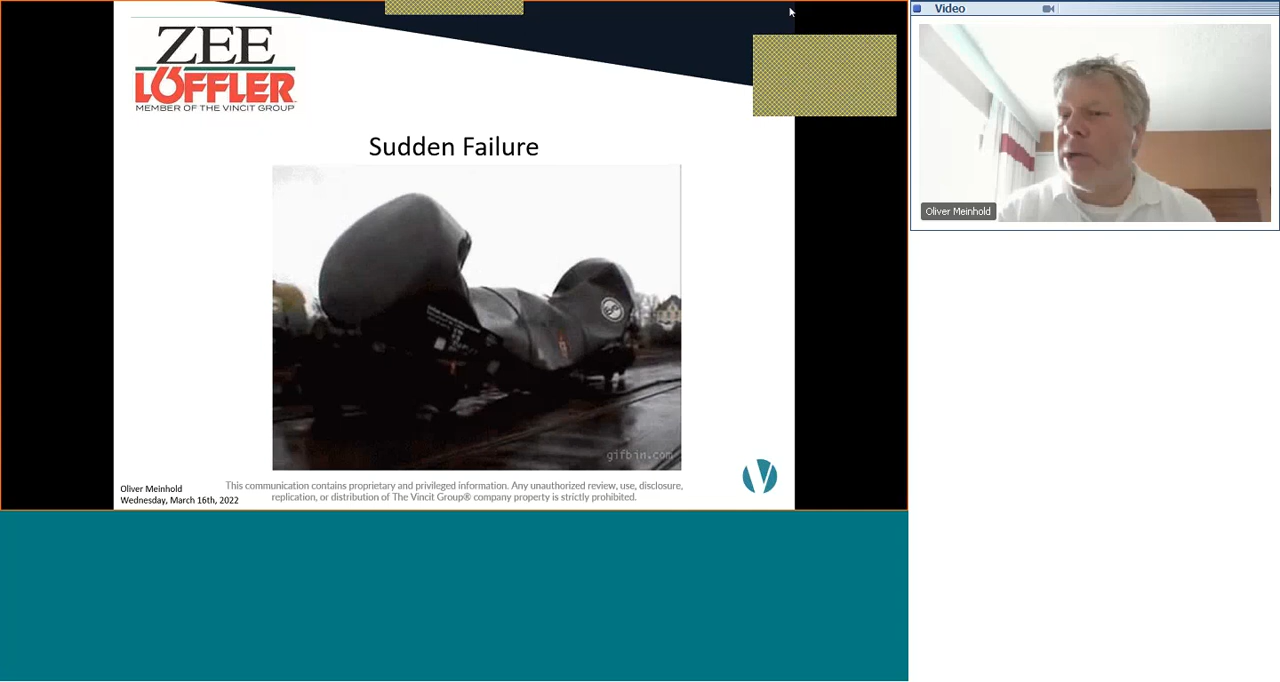 ZEE
LÖFFLER
MEMBER OF THE VINCIT GROUP
Sudden Failure
gifbin.com
Oliver Meinhold
Wednesday, March 16th, 2022
This communication contains proprietary and privileged information. Any unauthorized review, use, disclosure,
replication, or distribution of The Vincit Group® company property is strictly prohibited.
Video
Oliver Meinhold